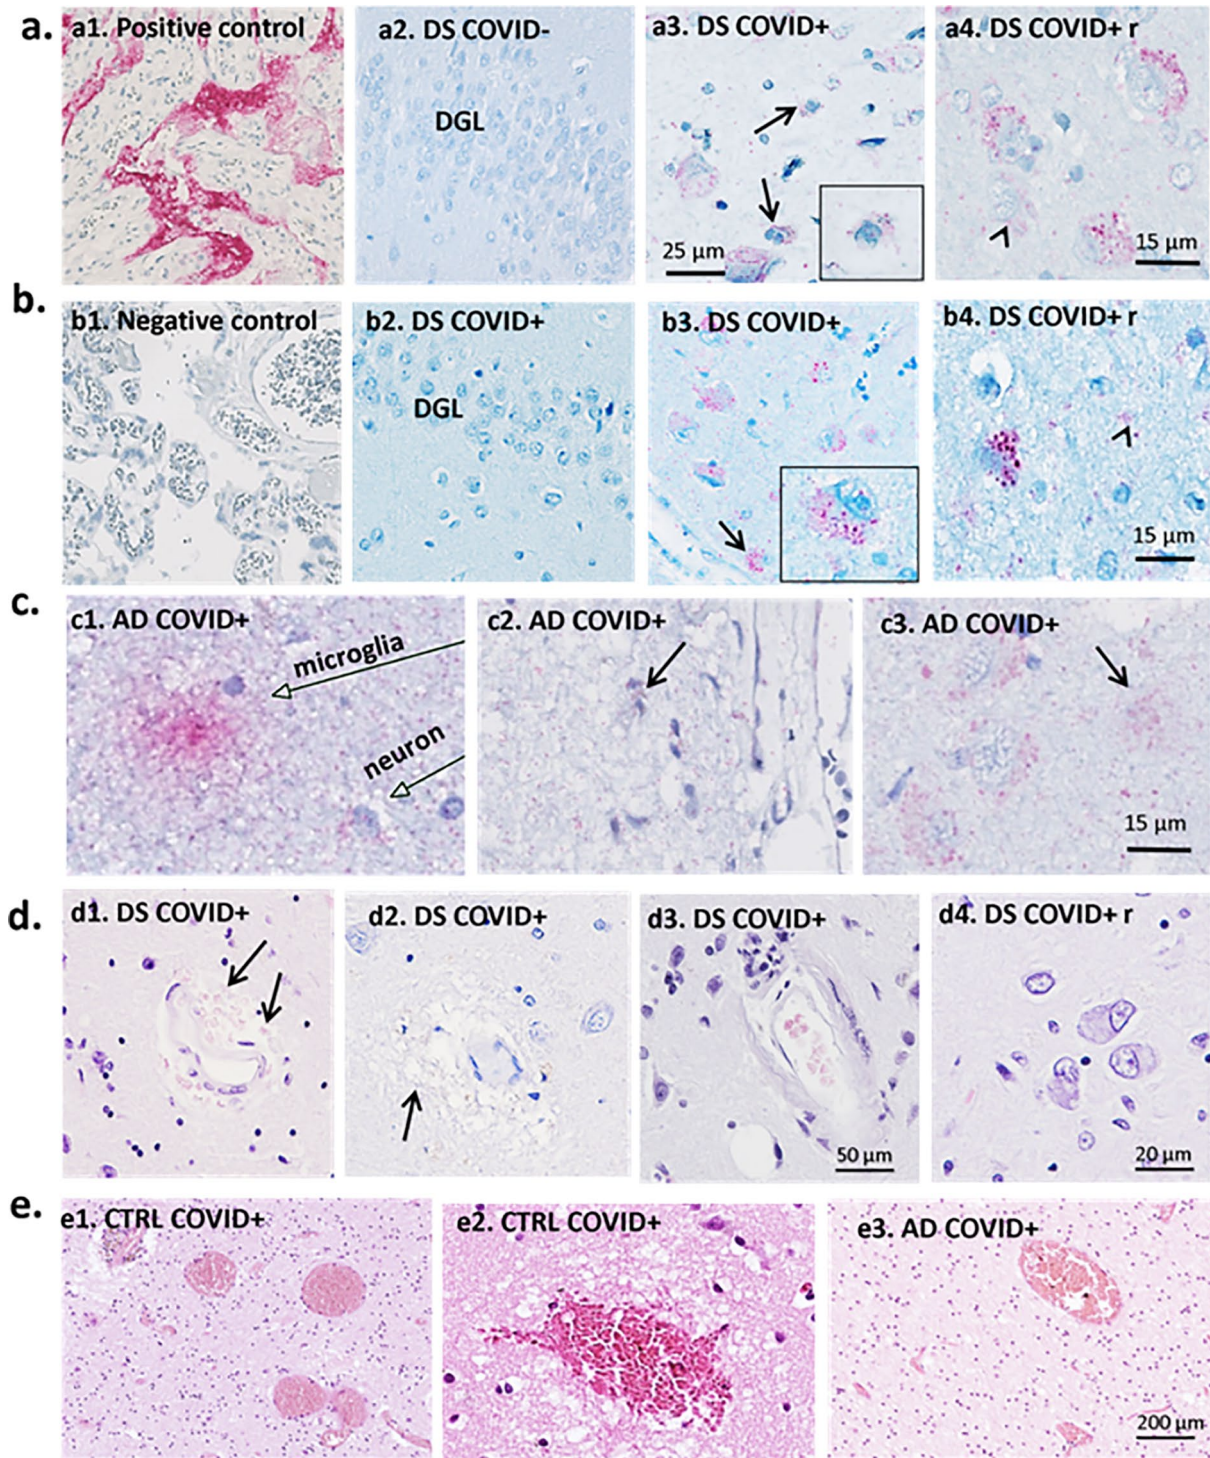 a.
a1. Positive control
a2. DS COVID-
a3. DS COVID+
a4. DS COVID+ r
DGL
25 µm
15 µm
b.
b1. Negative control
b2. DS COVID+
b3. DS COVID+
b4. DS COVID+ r
DGL
15 µm
c.
c1. AD COVID+
c2. AD COVID+
c3. AD COVID+
microglia
neuron
15 µm
d.
d1. DS COVID+
d2. DS COVID+
d3. DS COVID+
d4. DS COVID+ r
50 µm
20 µm
e.
e1. CTRL COVID+
e2. CTRL COVID+
e3. AD COVID+
200 µm